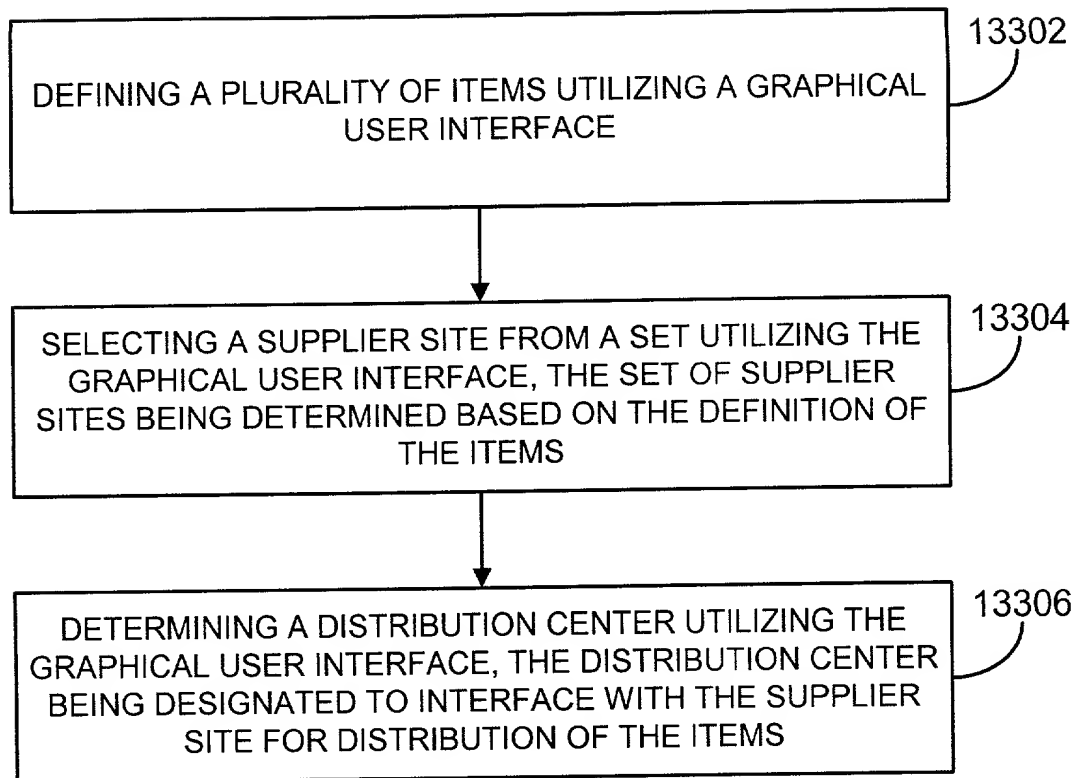 13302
DEFINING A PLURALITY OF ITEMS UTILIZING A GRAPHICAL
USER INTERFACE
13304
SELECTING A SUPPLIER SITE FROM A SET UTILIZING THE
GRAPHICAL USER INTERFACE, THE SET OF SUPPLIER
SITES BEING DETERMINED BASED ON THE DEFINITION OF
THE ITEMS
13306
DETERMINING A DISTRIBUTION CENTER UTILIZING THE
GRAPHICAL USER INTERFACE, THE DISTRIBUTION CENTER
BEING DESIGNATED TO INTERFACE WITH THE SUPPLIER
SITE FOR DISTRIBUTION OF THE ITEMS